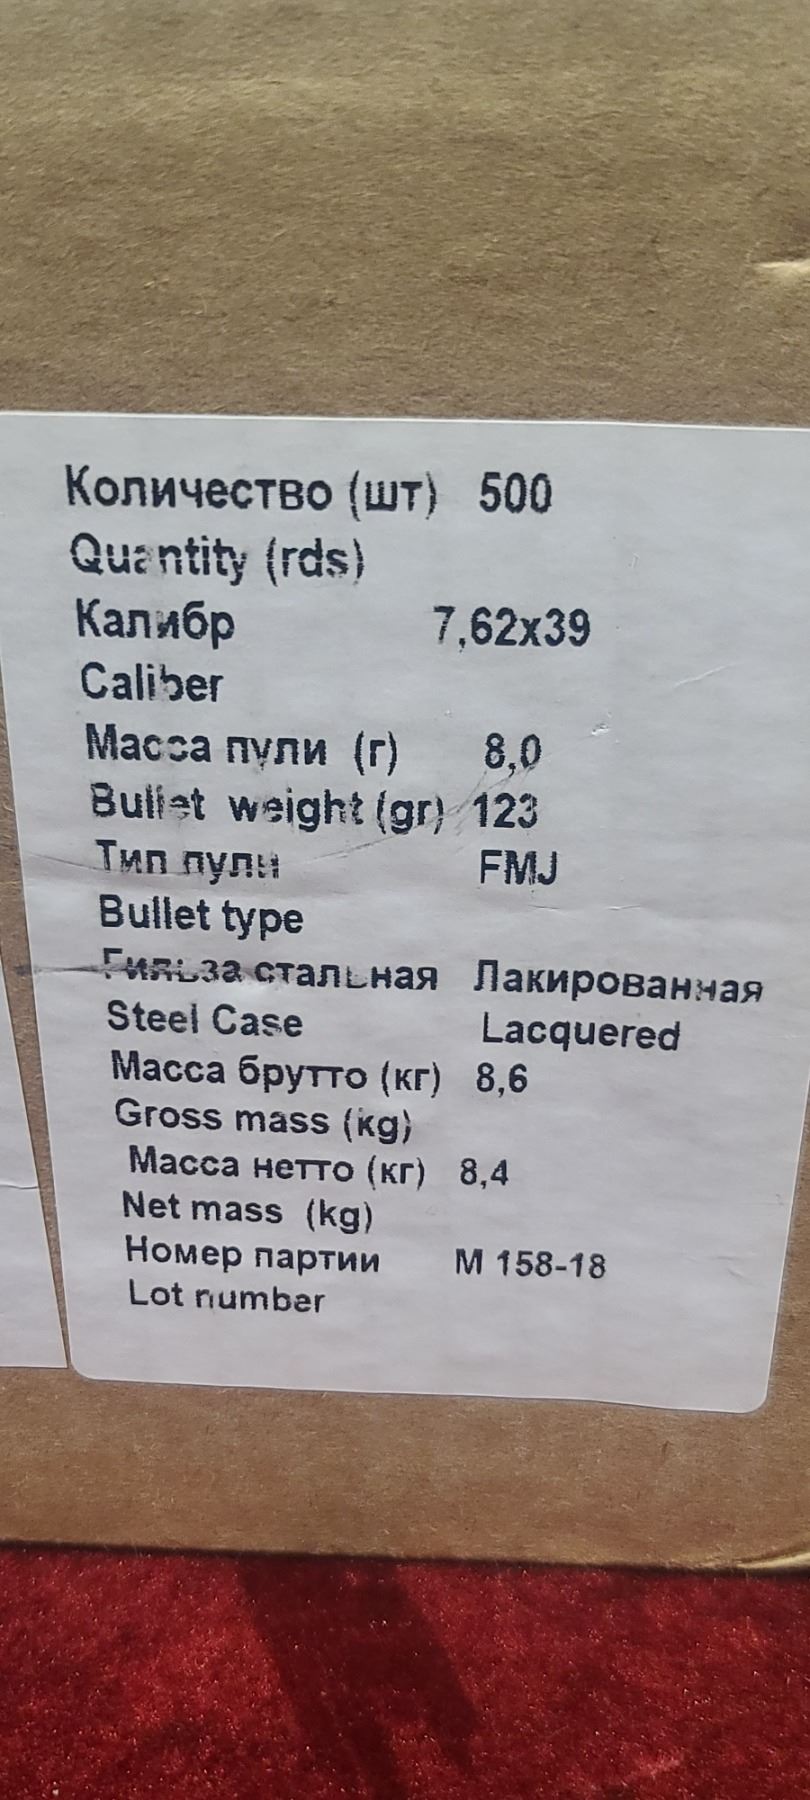 Количество (шт) 500
Quantity (rds)
Калибр 7,62x39
Caliber
Масса пули (г) 8,0
Bullet weight (gr) 123
Тип пули FMJ
Bullet type
Гильза стальная Лакированная
Steel Case Lacquered
Масса брутто (кг) 8,6
Gross mass (kg)
Масса нетто (кг) 8,4
Net mass (kg)
Номер партии М 158-18
Lot number